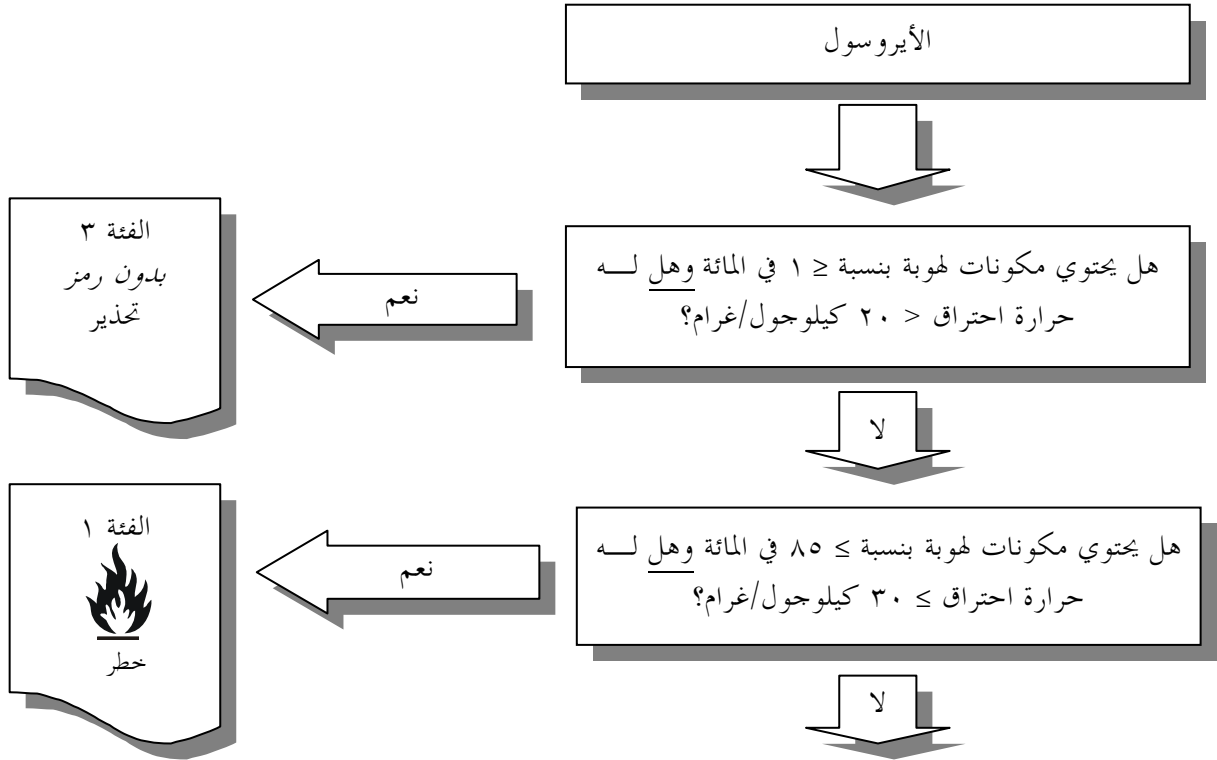 الأيروسول
هل يحتوي مكونات لهوبة بنسبة ≤ ١ في المائة وهل لـــه
حرارة احتراق < ٢٠ كيلوجول/غرام؟
نعم
الفئة ٣
بدون رمز
تحذير
لا
هل يحتوي مكونات لهوبة بنسبة ≥ ٨٥ في المائة وهل لـــه
حرارة احتراق ≥ ٣٠ كيلوجول/غرام؟
نعم
الفئة ١
خطر
لا